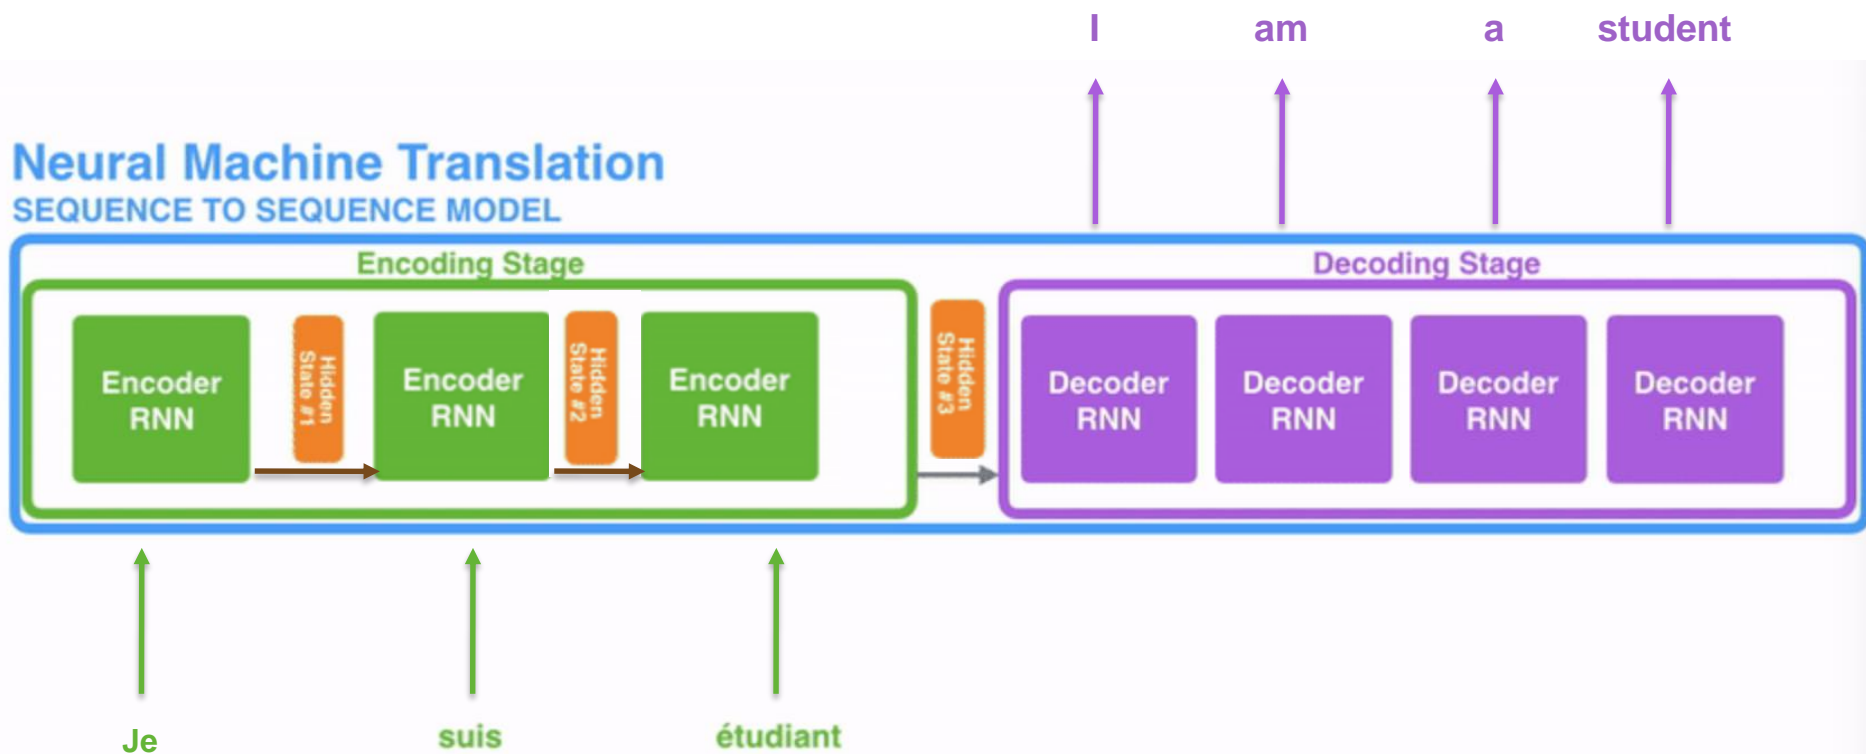 I am a student
Neural Machine Translation
SEQUENCE TO SEQUENCE MODEL
Encoding Stage
Decoding Stage
Encoder
RNN
Hidden
State #1
Encoder
RNN
Hidden
State #2
Encoder
RNN
Hidden
State #3
Decoder
RNN
Decoder
RNN
Decoder
RNN
Decoder
RNN
Je suis étudiant